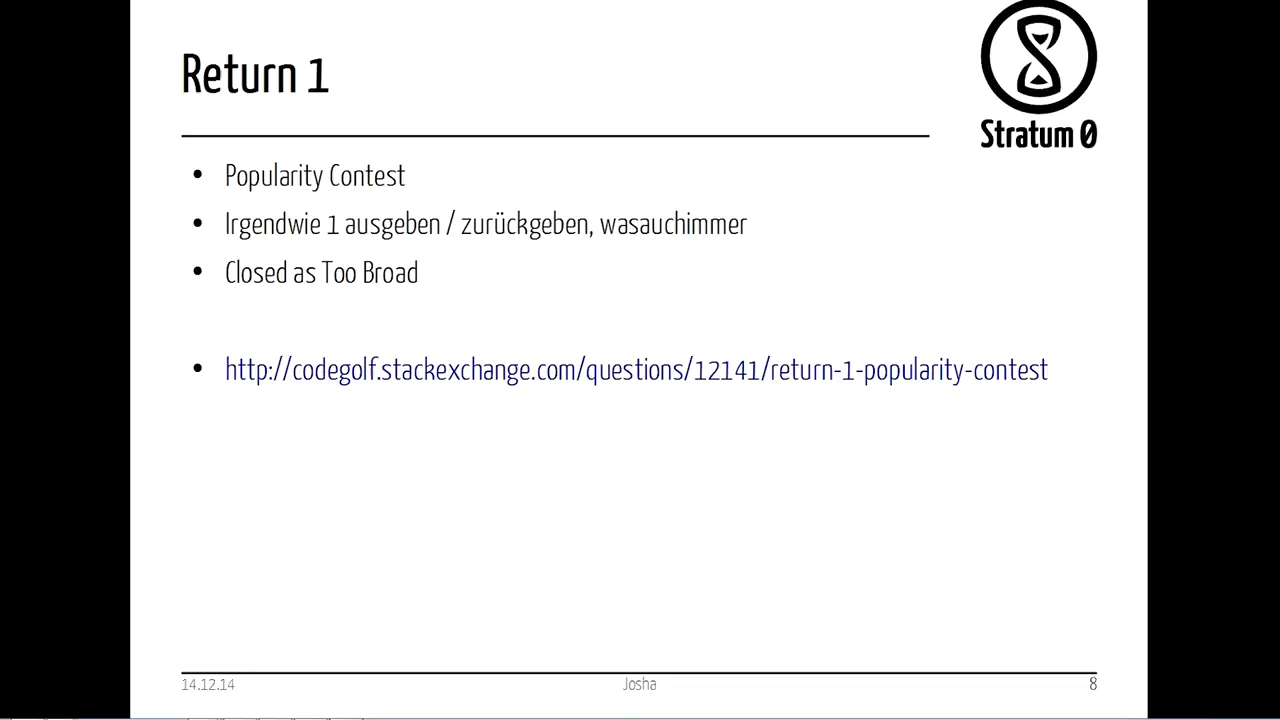 Return 1
Stratum 0
Popularity Contest
Irgendwie 1 ausgeben / zurückgeben, wasauchimmer
Closed as Too Broad
http://codegolf.stackexchange.com/questions/12141/return-1-popularity-contest
14.12.14
Josha
8